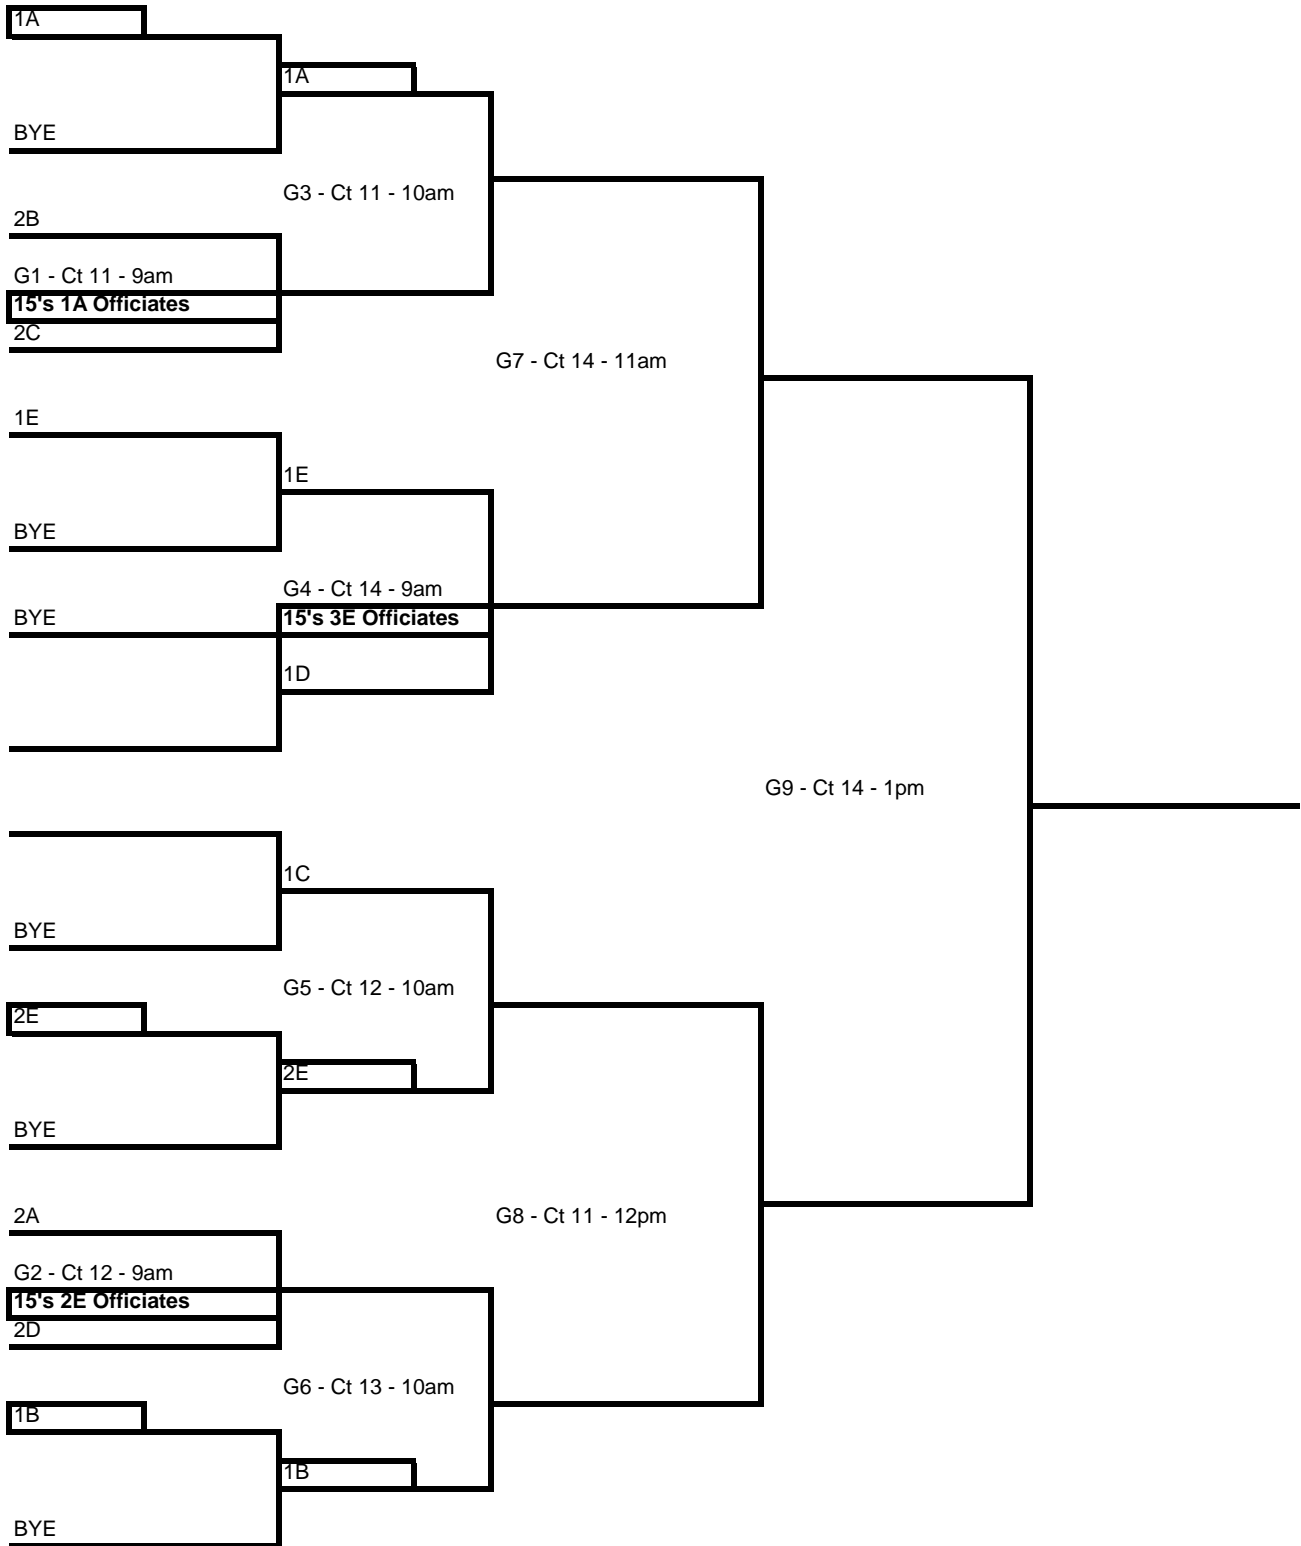 1A
1A
BYE
G3 - Ct 11 - 10am
2B
G1 - Ct 11 - 9am
15's 1A Officiates
2C
G7 - Ct 14 - 11am
1E
1E
BYE
G4 - Ct 14 - 9am
BYE
15's 3E Officiates
1D
G9 - Ct 14 - 1pm
1C
BYE
G5 - Ct 12 - 10am
2E
2E
BYE
2A
G8 - Ct 11 - 12pm
G2 - Ct 12 - 9am
15's 2E Officiates
2D
G6 - Ct 13 - 10am
1B
1B
BYE